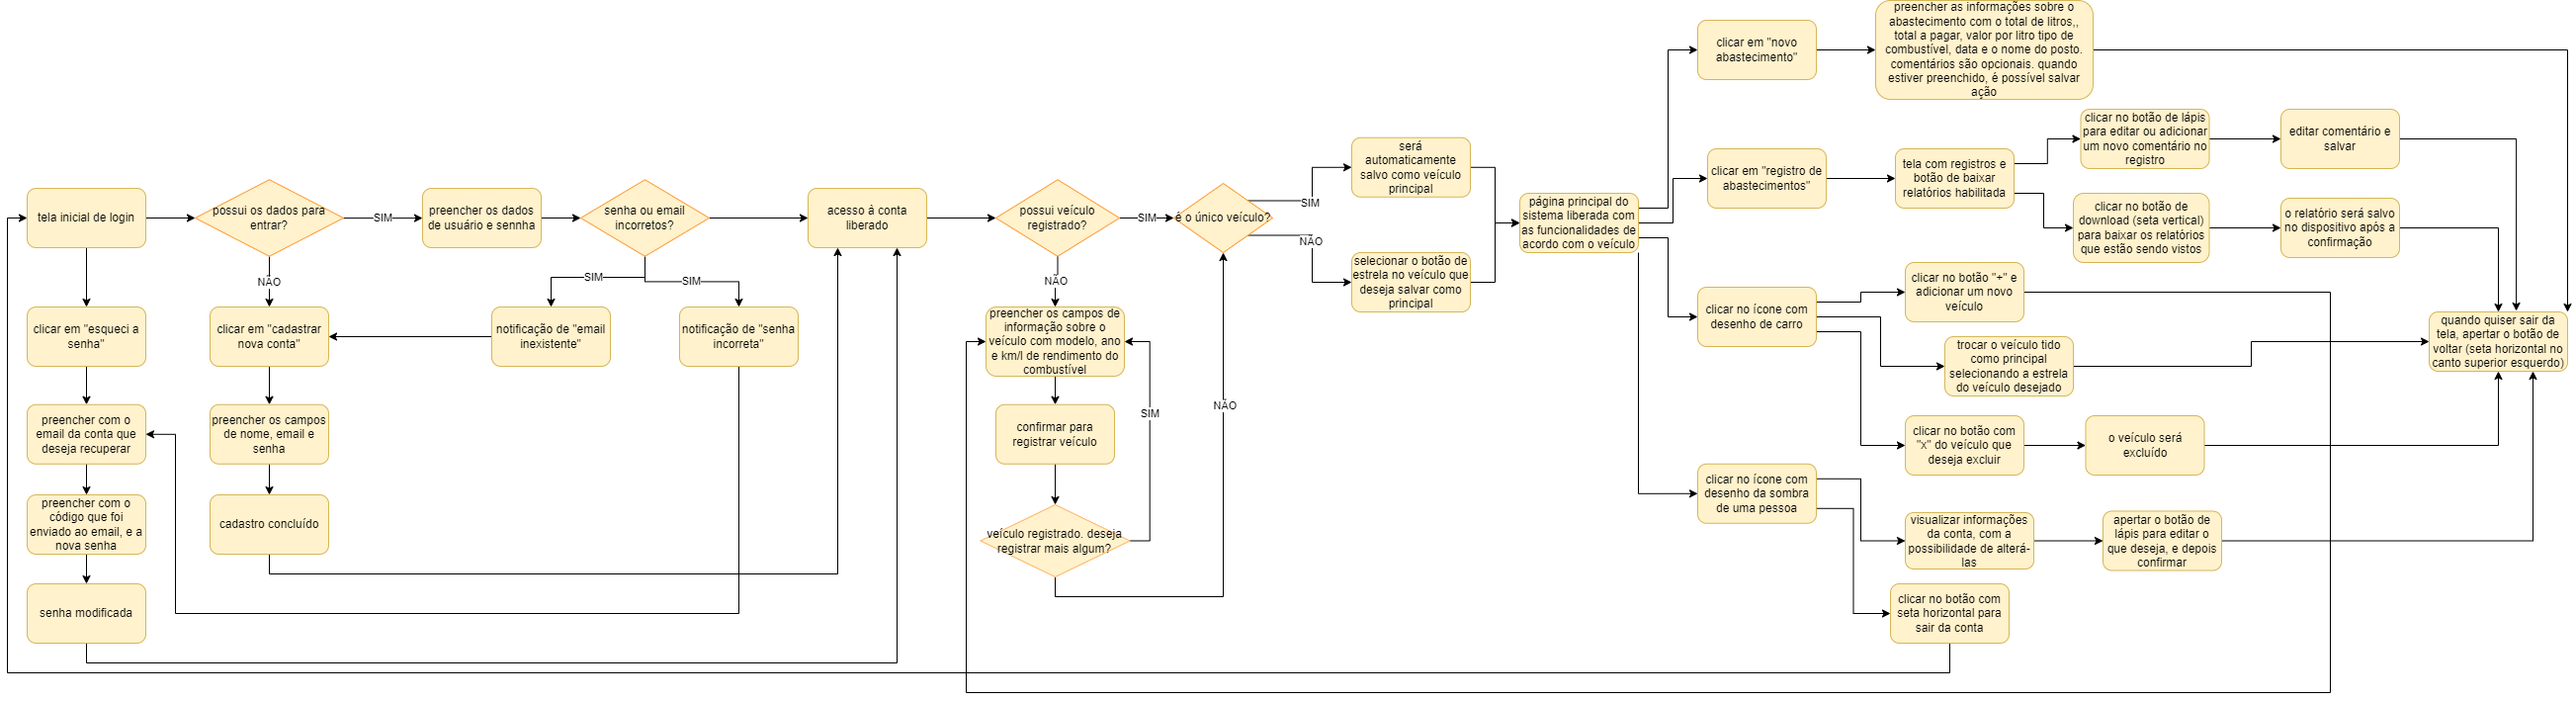 tela inicial de login
possui os dados para
entrar?
SIM
NÃO
preencher os dados
de usuário e sennha
senha ou email
incorretos?
SIM
SIM
acesso à conta
liberado
clicar em "esqueci a
senha"
clicar em "cadastrar
nova conta"
notificação de "email
inexistente"
notificação de "senha
incorreta"
preencher com o
email da conta que
deseja recuperar
preencher os campos
de nome, email e
senha
preencher com o
código que foi
enviado ao email, e a
nova senha
cadastro concluído
senha modificada
possui veículo
registrado?
SIM
NÃO
é o único veículo?
SIM
NÃO
preencher os campos de
informação sobre o
veículo com modelo, ano
e km/l de rendimento do
combustível
confirmar para
registrar veículo
veículo registrado. deseja
registrar mais algum?
SIM
NÃO
será
automaticamente
salvo como veículo
principal
selecionar o botão de
estrela no veículo que
deseja salvar como
principal
página principal do
sistema liberada com
as funcionalidades de
acordo com o veículo
clicar em "novo
abastecimento"
preencher as informações sobre o
abastecimento com o total de litros,,
total a pagar, valor por litro tipo de
combustível, data e o nome do posto.
comentários são opcionais. quando
estiver preenchido, é possível salvar
ação
clicar em "registro de
abastecimentos"
tela com registros e
botão de baixar
relatórios habilitada
clicar no botão de lápis
para editar ou adicionar
um novo comentário no
registro
editar comentário e
salvar
clicar no botão de
download (seta vertical)
para baixar os relatórios
que estão sendo vistos
o relatório será salvo
no dispositivo após a
confirmação
clicar no ícone com
desenho de carro
clicar no botão "+" e
adicionar um novo
veículo
trocar o veículo tido
como principal
selecionando a estrela
do veículo desejado
clicar no botão com
"x" do veículo que
deseja excluir
o veículo será
excluído
quando quiser sair da
tela, apertar o botão de
voltar (seta horizontal no
canto superior esquerdo)
clicar no ícone com
desenho da sombra
de uma pessoa
visualizar informações
da conta, com a
possibilidade de alterá-
las
apertar o botão de
lápis para editar o
que deseja, e depois
confirmar
clicar no botão com
seta horizontal para
sair da conta